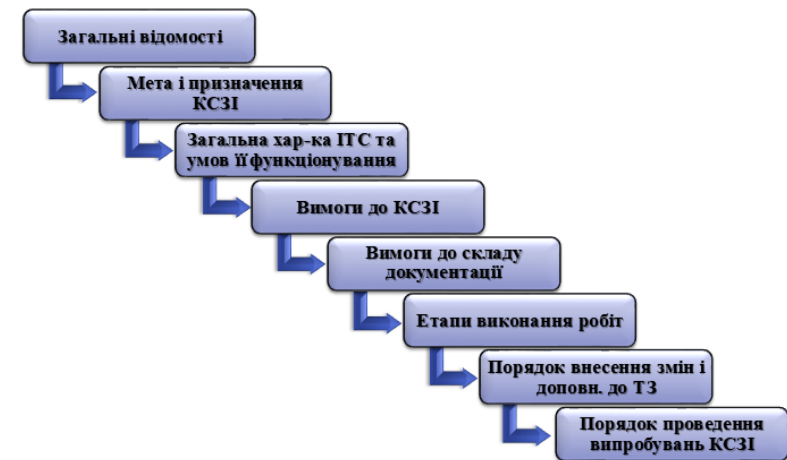 Загальні відомості
Мета і призначення
КСЗІ
Загальна хар-ка ІТС та
умов її функціонування
Вимоги до КСЗІ
Вимоги до складу
документації
Етапи виконання робіт
Порядок внесення змін і
доповн. до ТЗ
Порядок проведення
випробувань КСЗІ